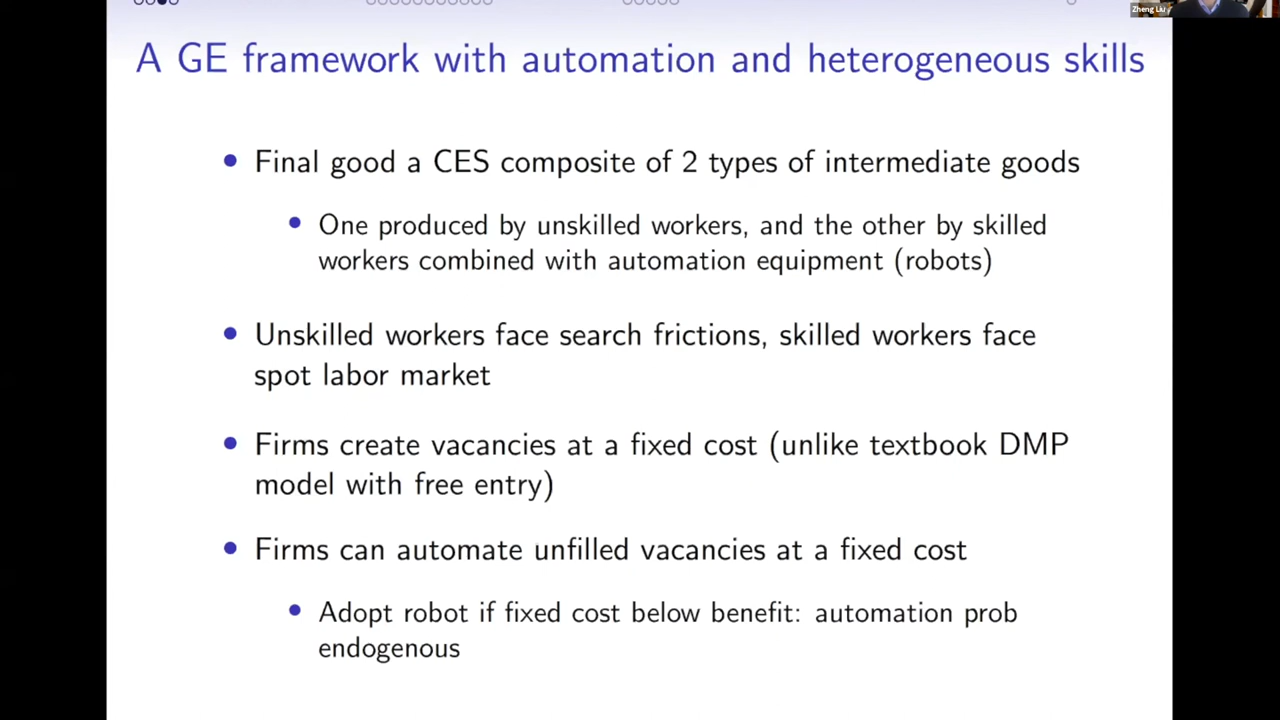 Zheng Liu
A GE framework with automation and heterogeneous skills
Final good a CES composite of 2 types of intermediate goods
One produced by unskilled workers, and the other by skilled
workers combined with automation equipment (robots)
Unskilled workers face search frictions, skilled workers face
spot labor market
Firms create vacancies at a fixed cost (unlike textbook DMP
model with free entry)
Firms can automate unfilled vacancies at a fixed cost
Adopt robot if fixed cost below benefit: automation prob
endogenous